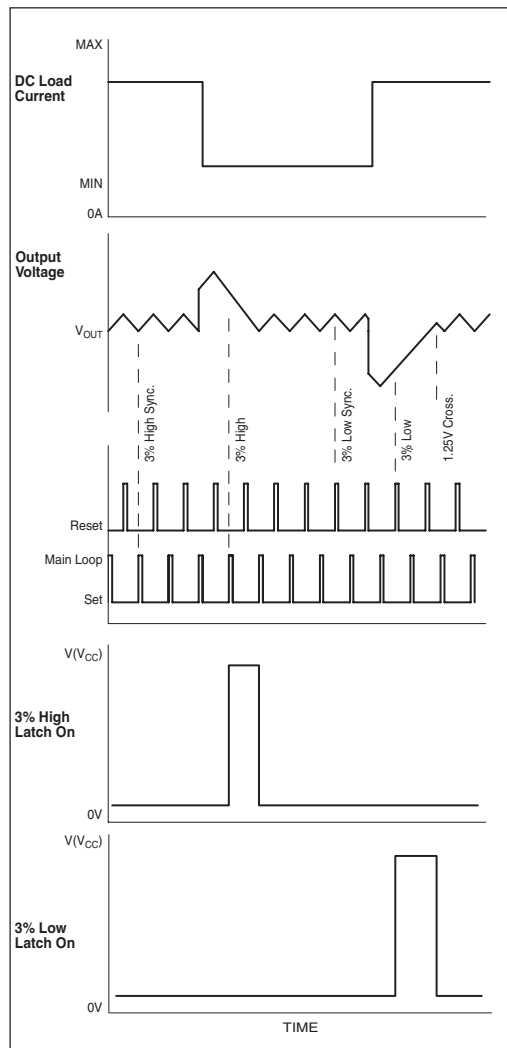 MAX
DC Load
Current
MIN
0A
Output
Voltage
VOUT
3% High Sync.
3% High
3% Low Sync.
3% Low
1.25V Cross.
Reset
Main Loop
Set
V(VCC)
3% High
Latch On
0V
V(VCC)
3% Low
Latch On
0V
TIME